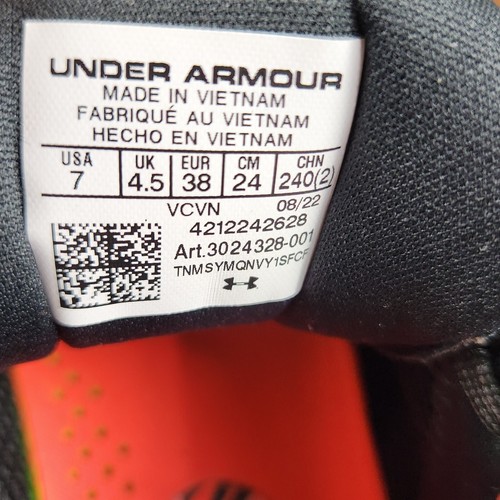 UNDER ARMOUR
MADE IN VIETNAM
FABRIQUÉ AU VIETNAM
HECHO EN VIETNAM
USA UK EUR CM CHN
7 4.5 38 24 240(2)
VCVN 08/22
4212242628
Art.3024328-001
TNMSYMQNVY1SFCF